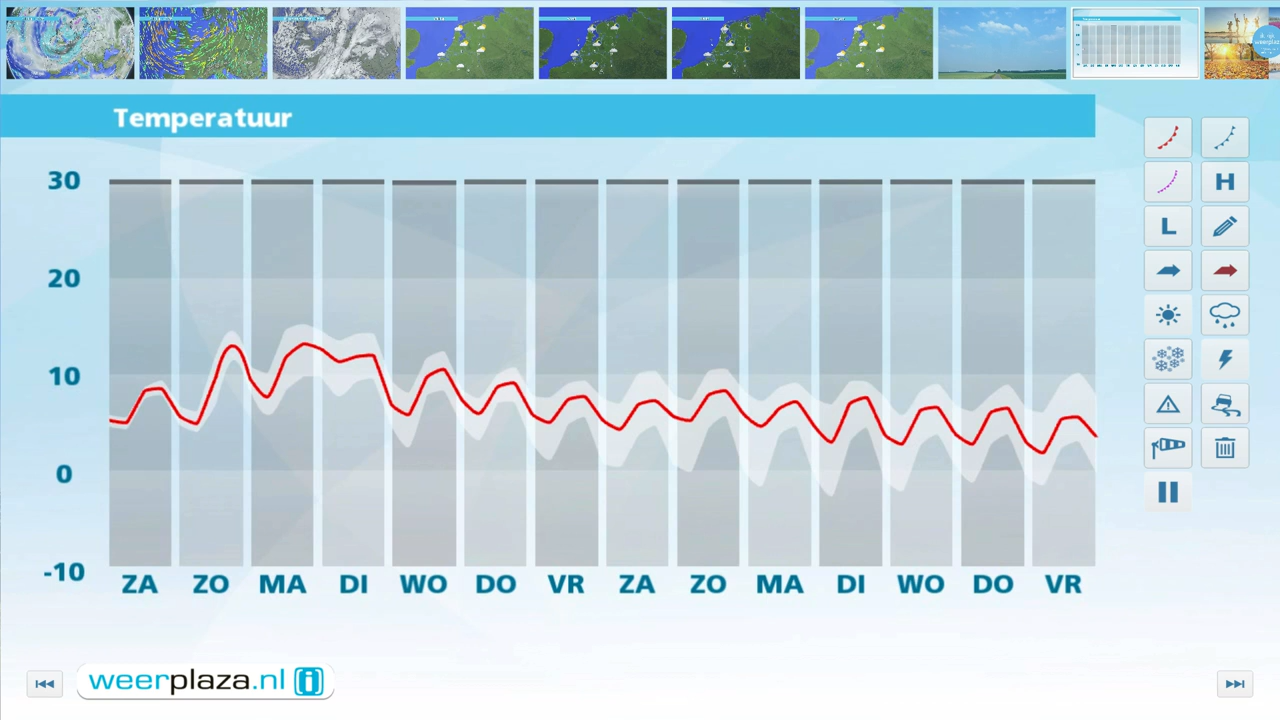 Temperatuur
30
20
10
0
-10
ZA ZO MA DI WO DO VR ZA ZO MA DI WO DO VR
H
L
weerplaza.nl